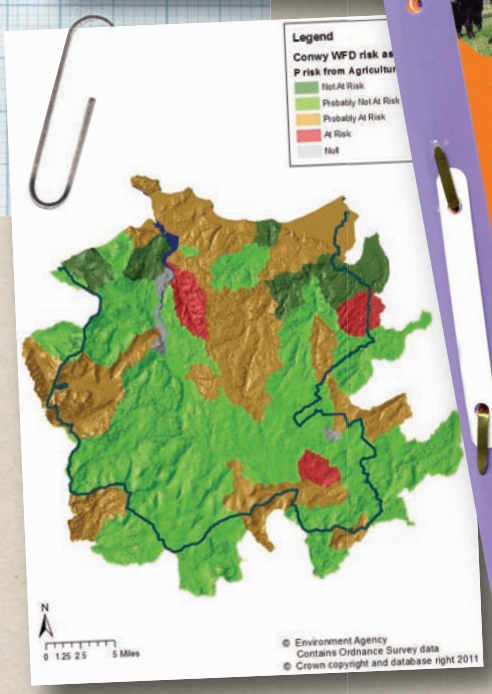 Legend
Conwy WFD risk as
P risk from Agricultur
Not At Risk
Probably Not At Risk
Probably At Risk
At Risk
Null
N
0 1.25 2.5 5 Miles
© Environment Agency
Contains Ordnance Survey data
© Crown copyright and database right 2011